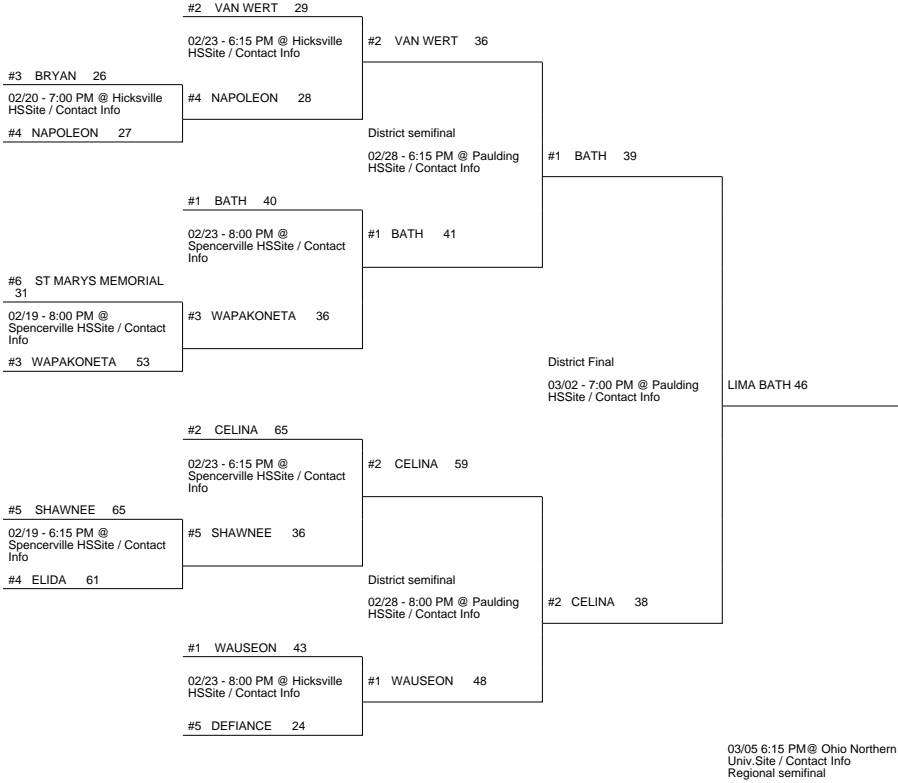 #2 VAN WERT 29
02/23 - 6:15 PM @ Hicksville
HSSite / Contact Info
#2 VAN WERT 36
#3 BRYAN 26
02/20 - 7:00 PM @ Hicksville
HSSite / Contact Info
#4 NAPOLEON 28
#4 NAPOLEON 27
District semifinal
02/28 - 6:15 PM @ Paulding
HSSite / Contact Info
#1 BATH 39
#1 BATH 40
02/23 - 8:00 PM @
Spencerville HSSite / Contact
Info
#1 BATH 41
#6 ST MARYS MEMORIAL
31
02/19 - 8:00 PM @
Spencerville HSSite / Contact
Info
#3 WAPAKONETA 36
#3 WAPAKONETA 53
District Final
03/02 - 7:00 PM @ Paulding
HSSite / Contact Info
LIMA BATH 46
#2 CELINA 65
02/23 - 6:15 PM @
Spencerville HSSite / Contact
Info
#2 CELINA 59
#5 SHAWNEE 65
02/19 - 6:15 PM @
Spencerville HSSite / Contact
Info
#5 SHAWNEE 36
#4 ELIDA 61
District semifinal
02/28 - 8:00 PM @ Paulding
HSSite / Contact Info
#2 CELINA 38
#1 WAUSEON 43
02/23 - 8:00 PM @ Hicksville
HSSite / Contact Info
#1 WAUSEON 48
#5 DEFIANCE 24
03/05 6:15 PM@ Ohio Northern
Univ.Site / Contact Info
Regional semifinal